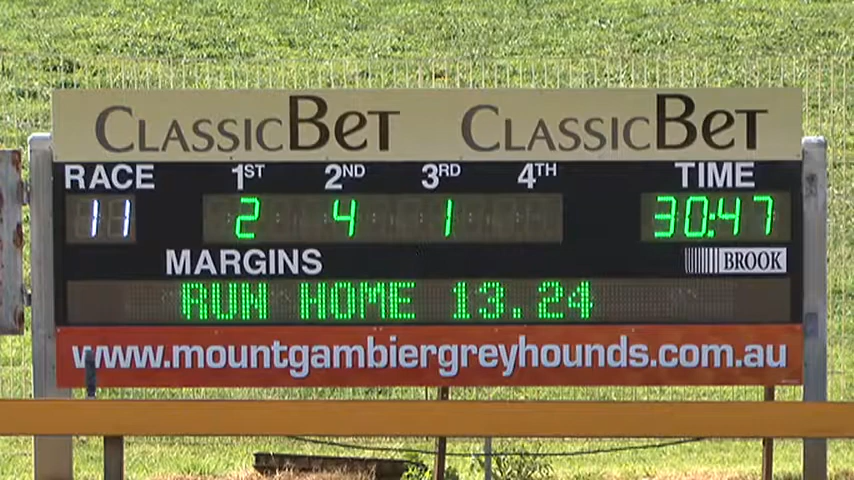 CLASSICBET CLASSICBET
RACE 1ST 2ND 3RD 4TH TIME
11 2 4 1 30:47
MARGINS BROOK
RUN HOME 13.24
www.mountgambiergreyhounds.com.au